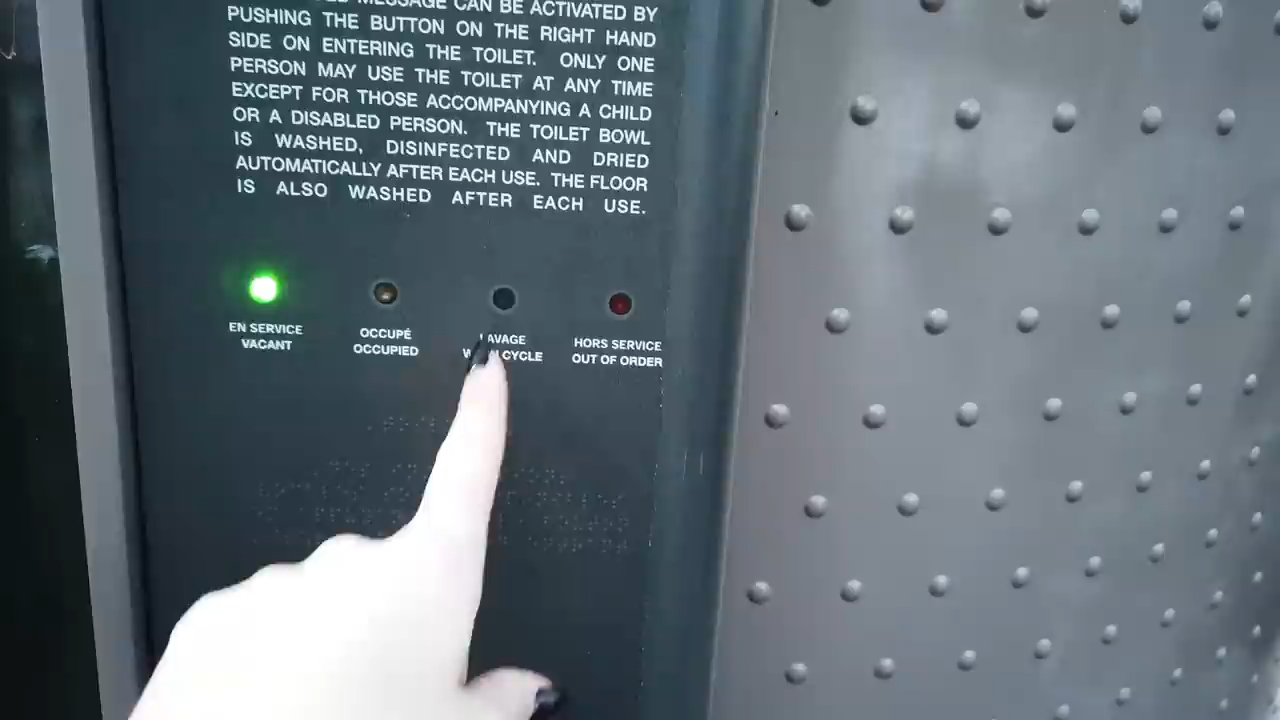 MESSAGE CAN BE ACTIVATED BY
PUSHING THE BUTTON ON THE RIGHT HAND
SIDE ON ENTERING THE TOILET. ONLY ONE
PERSON MAY USE THE TOILET AT ANY TIME
EXCEPT FOR THOSE ACCOMPANYING A CHILD
OR A DISABLED PERSON. THE TOILET BOWL
IS WASHED, DISINFECTED AND DRIED
AUTOMATICALLY AFTER EACH USE. THE FLOOR
IS ALSO WASHED AFTER EACH USE.
EN SERVICE
VACANT
OCCUPÉ
OCCUPIED
LAVAGE
CYCLE
HORS SERVICE
OUT OF ORDER